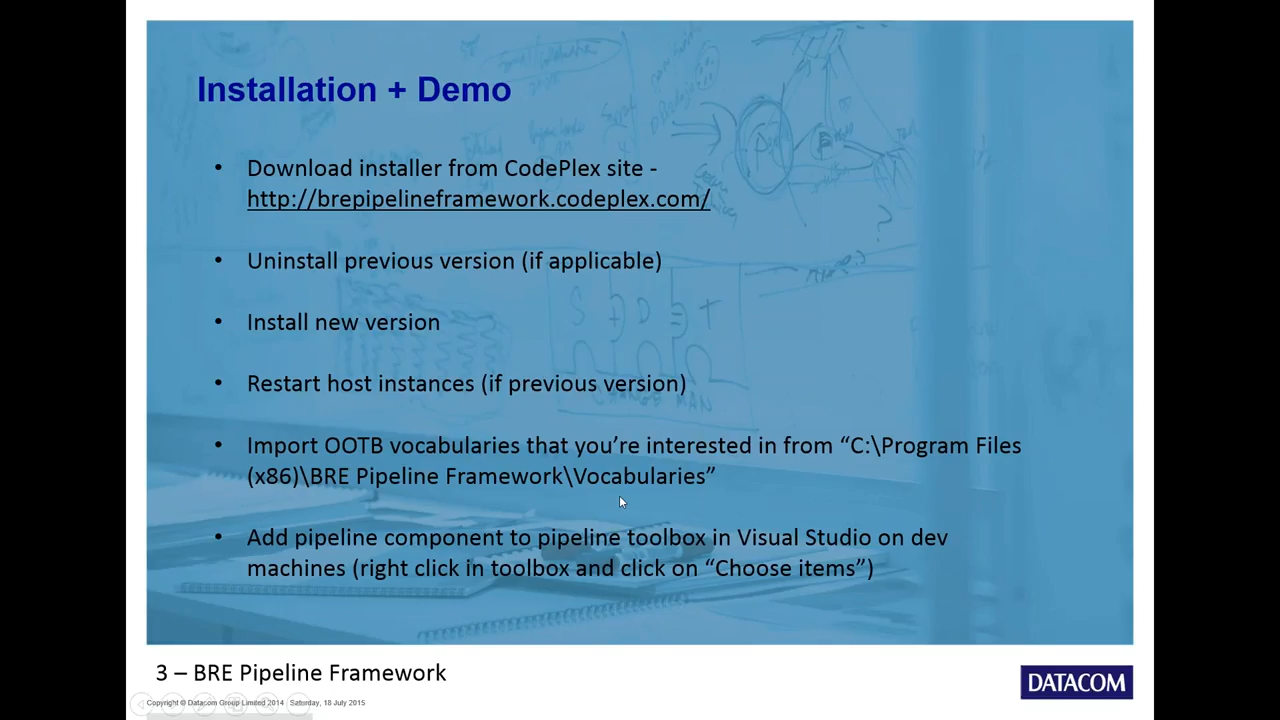 Installation + Demo
• Download installer from CodePlex site -
http://brepipelineframework.codeplex.com/
• Uninstall previous version (if applicable)
• Install new version
• Restart host instances (if previous version)
• Import OOTB vocabularies that you’re interested in from “C:\Program Files
(x86)\BRE Pipeline Framework\Vocabularies”
• Add pipeline component to pipeline toolbox in Visual Studio on dev
machines (right click in toolbox and click on “Choose items”)
3 – BRE Pipeline Framework
DATACOM
Copyright © Datacom Group Limited 2014 Saturday, 18 July 2015